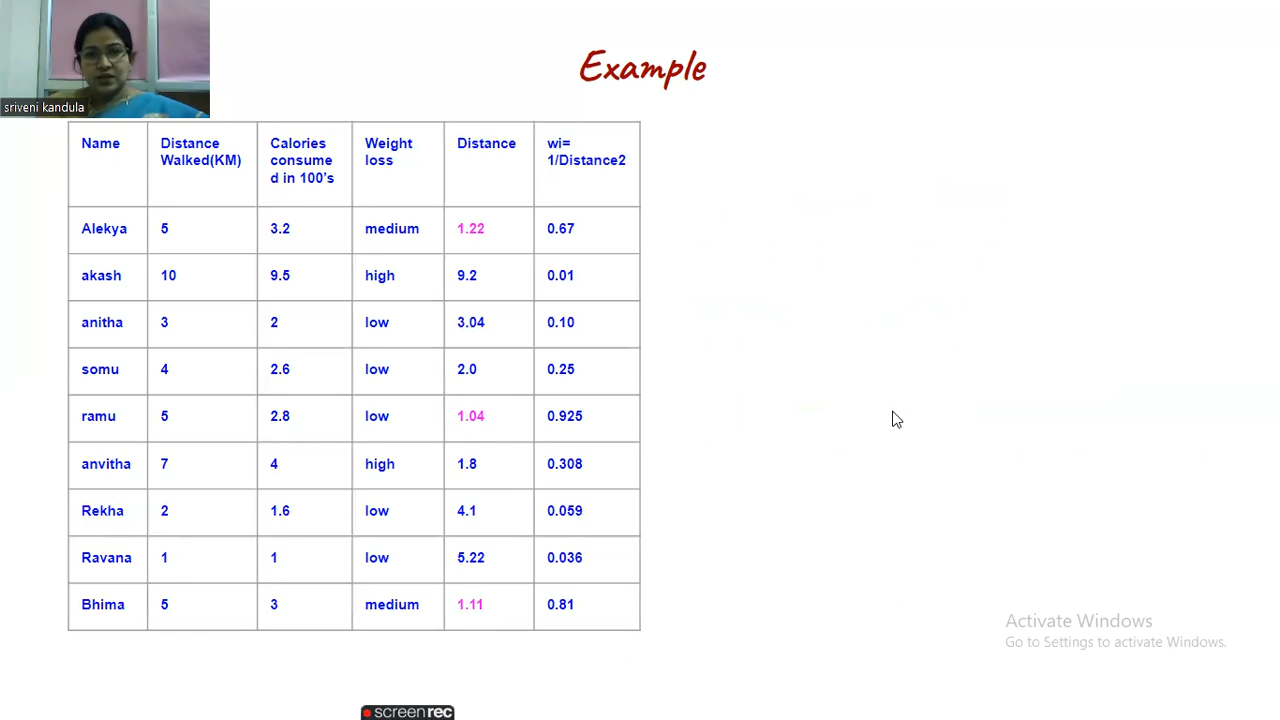 Example
sriveni kandula
Name Distance Walked(KM) Calories consume d in 100's Weight loss Distance wi= 1/Distance2
Alekya 5 3.2 medium 1.22 0.67
akash 10 9.5 high 9.2 0.01
anitha 3 2 low 3.04 0.10
somu 4 2.6 low 2.0 0.25
ramu 5 2.8 low 1.04 0.925
anvitha 7 4 high 1.8 0.308
Rekha 2 1.6 low 4.1 0.059
Ravana 1 1 low 5.22 0.036
Bhima 5 3 medium 1.11 0.81
Activate Windows
Go to Settings to activate Windows.
screenrec